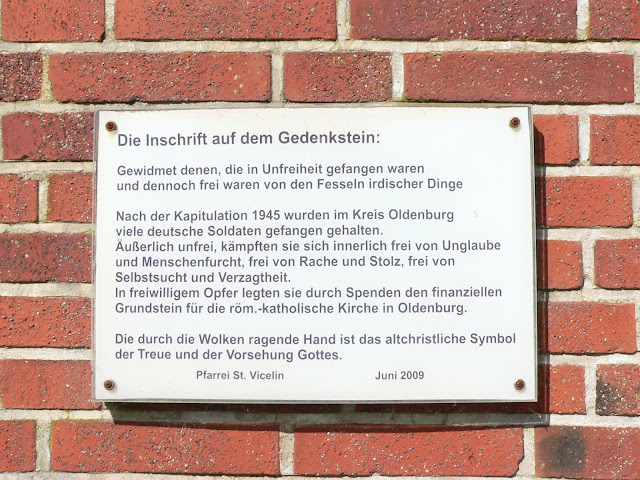 Die Inschrift auf dem Gedenkstein:
Gewidmet denen, die in Unfreiheit gefangen waren
und dennoch frei waren von den Fesseln irdischer Dinge
Nach der Kapitulation 1945 wurden im Kreis Oldenburg
viele deutsche Soldaten gefangen gehalten.
Äußerlich unfrei, kämpften sie sich innerlich frei von Unglaube
und Menschenfurcht, frei von Rache und Stolz, frei von
Selbstsucht und Verzagtheit.
In freiwilligem Opfer legten sie durch Spenden den finanziellen
Grundstein für die röm.-katholische Kirche in Oldenburg.
Die durch die Wolken ragende Hand ist das altchristliche Symbol
der Treue und der Vorsehung Gottes.
Pfarrei St. Vicelin Juni 2009